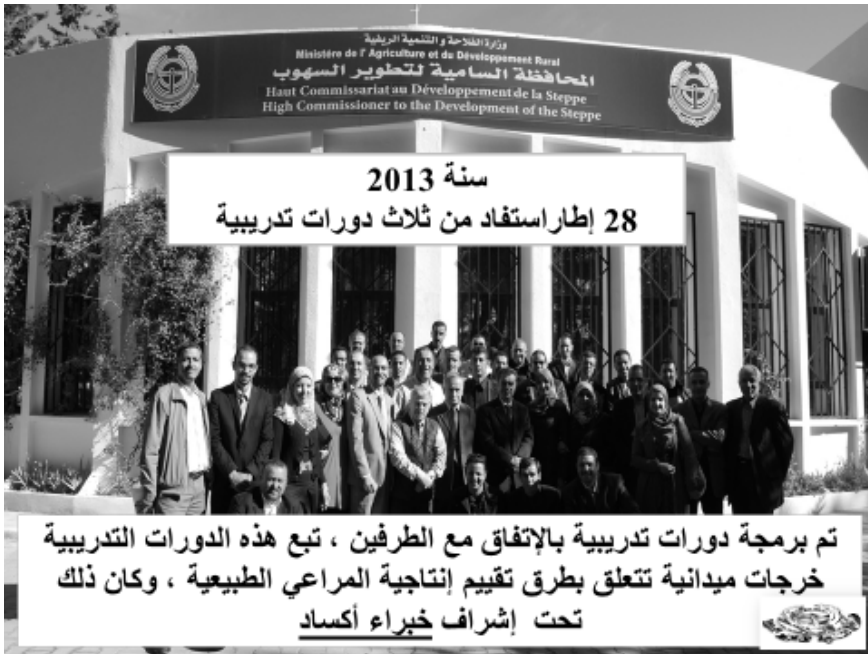 وزارة الفلاحة و التنمية الريفية
Ministère de l' Agriculture et du Développement Rural
المحافظة السامية لتطوير السهوب
Haut Commissariat au Développement de la Steppe
High Commissioner to the Development of the Steppe
سنة 2013
28 إطاراستفاد من ثلاث دورات تدريبية
تم برمجة دورات تدريبية بالإتفاق مع الطرفين ، تبع هذه الدورات التدريبية
خرجات ميدانية تتعلق بطرق تقييم إنتاجية المراعي الطبيعية ، وكان ذلك
تحت إشراف خبراء أكساد